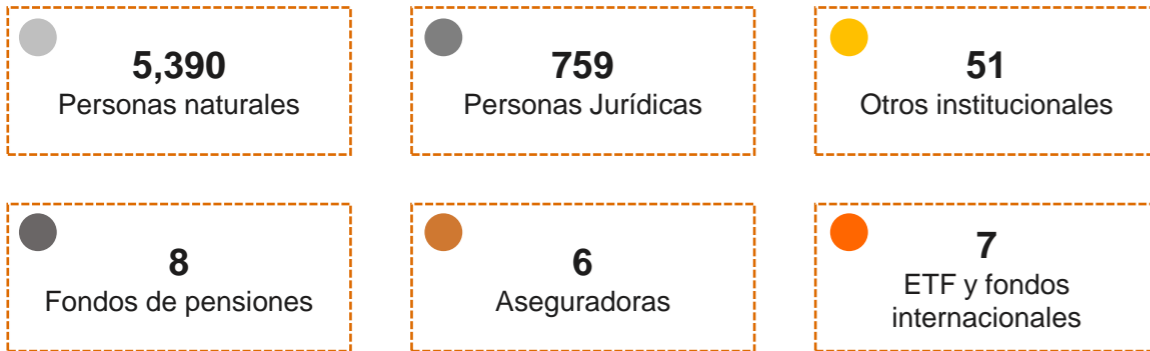 5,390
Personas naturales
759
Personas Jurídicas
51
Otros institucionales
8
Fondos de pensiones
6
Aseguradoras
7
ETF y fondos
internacionales